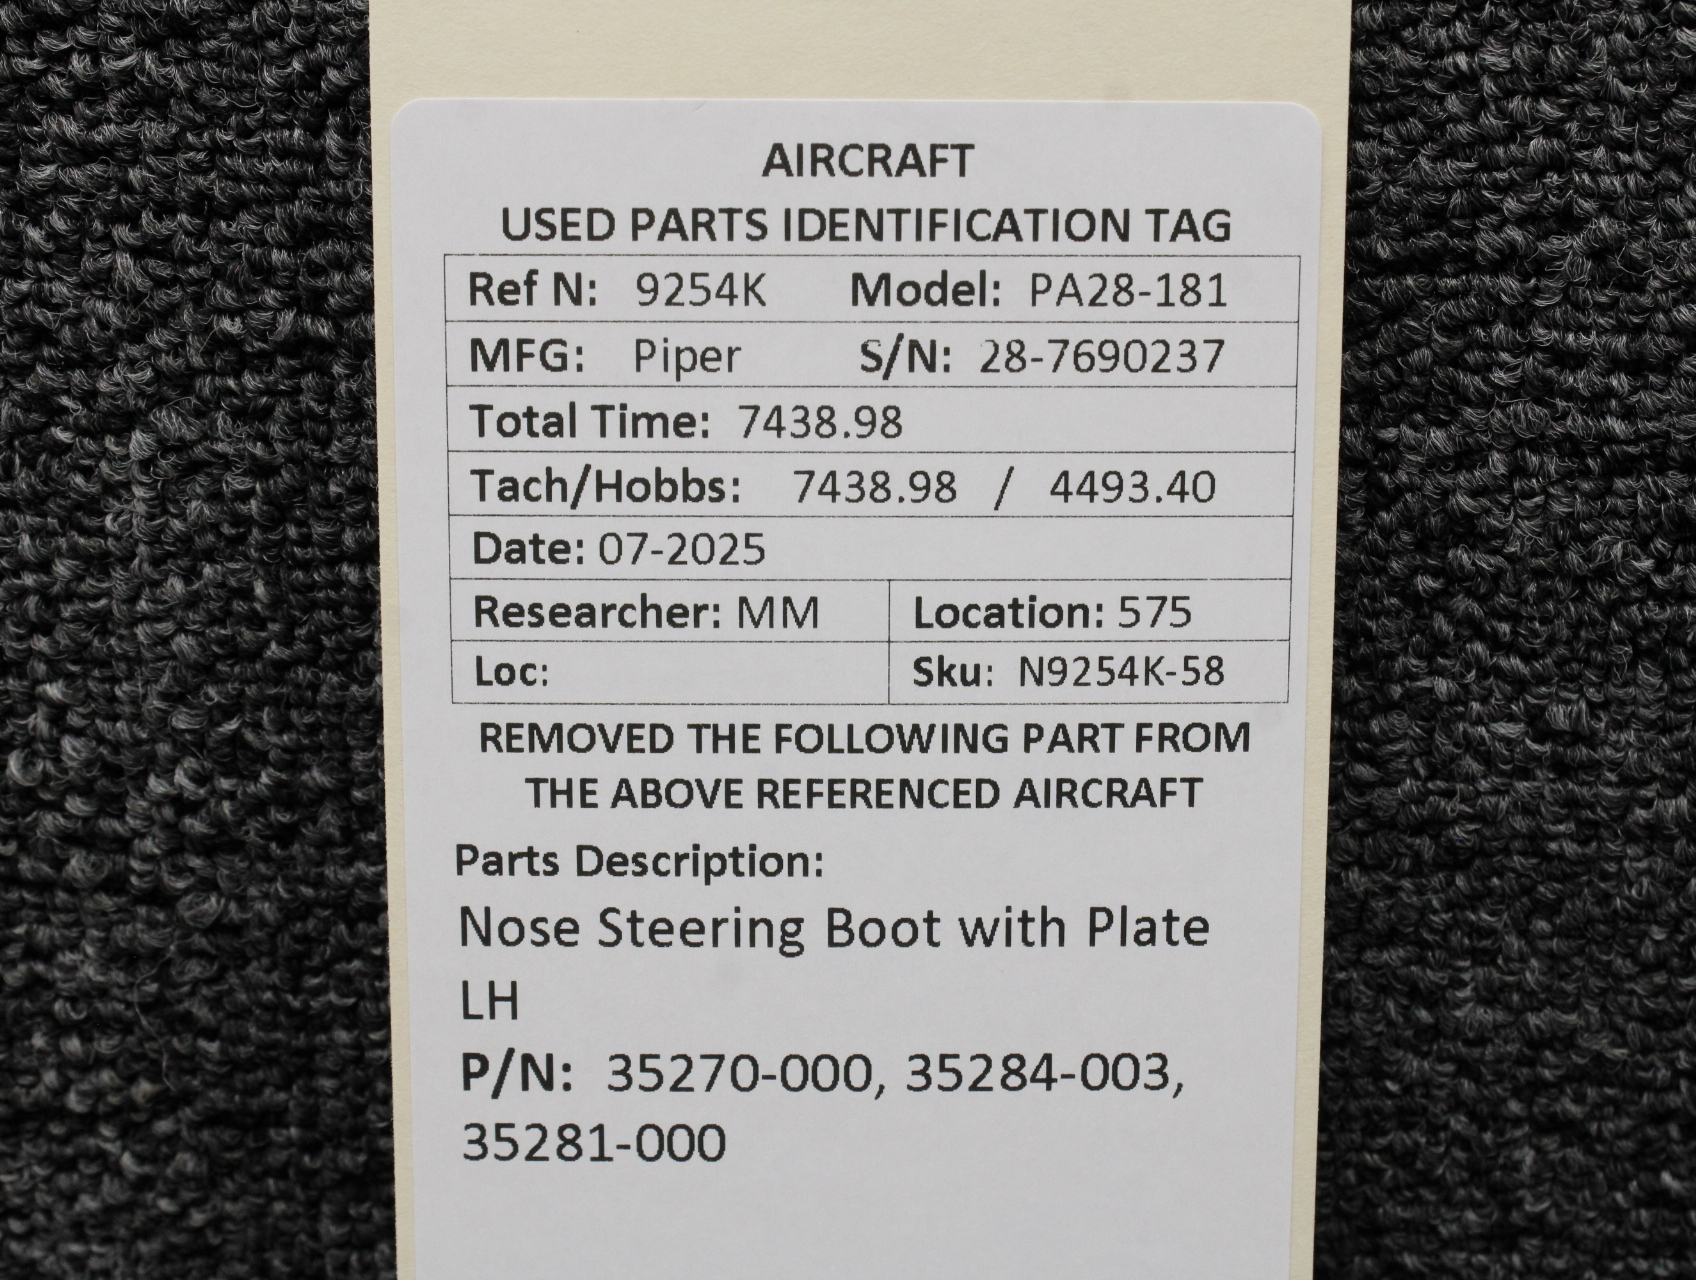 AIRCRAFT
USED PARTS IDENTIFICATION TAG
Ref N: 9254K Model: PA28-181
MFG: Piper S/N: 28-7690237
Total Time: 7438.98
Tach/Hobbs: 7438.98 / 4493.40
Date: 07-2025
Researcher: MM Location: 575
Loc: Sku: N9254K-58
REMOVED THE FOLLOWING PART FROM
THE ABOVE REFERENCED AIRCRAFT
Parts Description:
Nose Steering Boot with Plate
LH
P/N: 35270-000, 35284-003,
35281-000